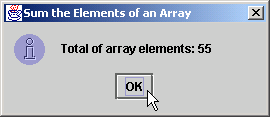 Sum the Elements of an Array
Total of array elements: 55
OK